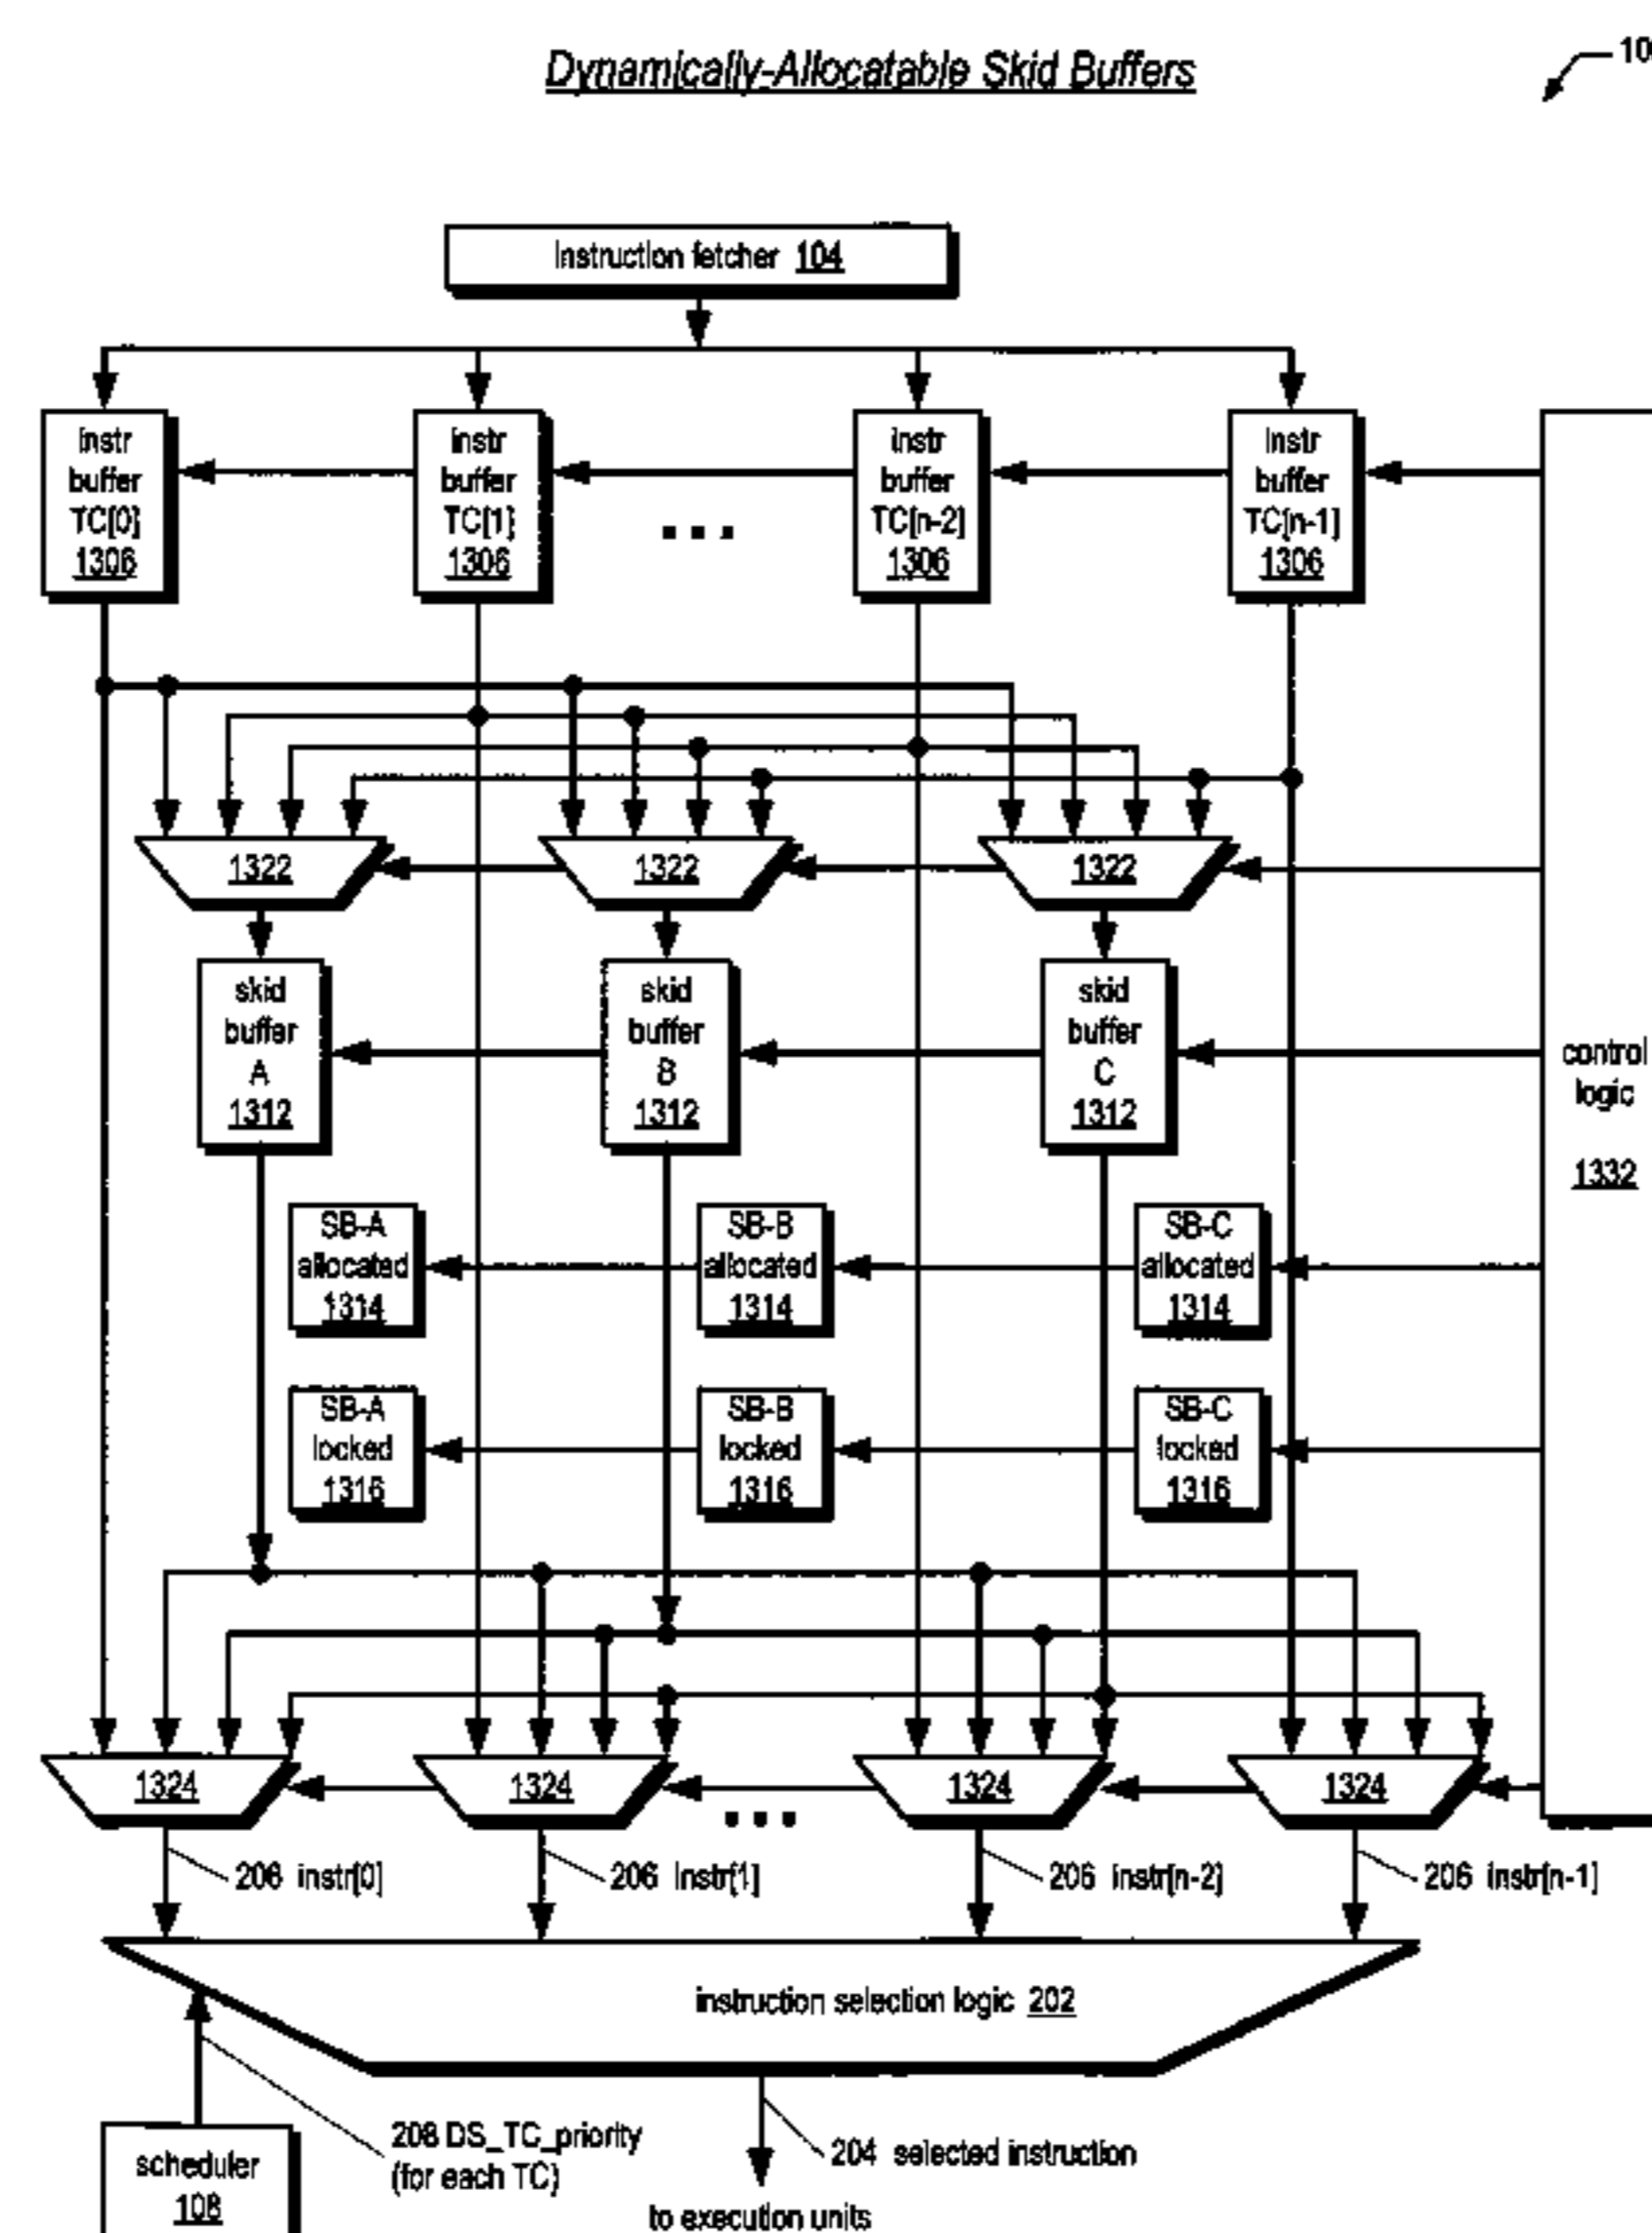 Dynamically-Allocatable Skid Buffers
instruction fetcher 104
instr buffer TC[0] 1306
instr buffer TC[1] 1306
...
instr buffer TC[n-2] 1306
instr buffer TC[n-1] 1306
1322
1322
1322
skid buffer A 1312
skid buffer B 1312
skid buffer C 1312
control logic 1332
SB-A allocated 1314
SB-B allocated 1314
SB-C allocated 1314
SB-A locked 1316
SB-B locked 1316
SB-C locked 1316
1324
1324
...
1324
1324
206 instr[0]
206 instr[1]
206 instr[n-2]
206 instr[n-1]
instruction selection logic 202
208 DS_TC_priority
(for each TC)
204 selected instruction
scheduler 108
to execution units